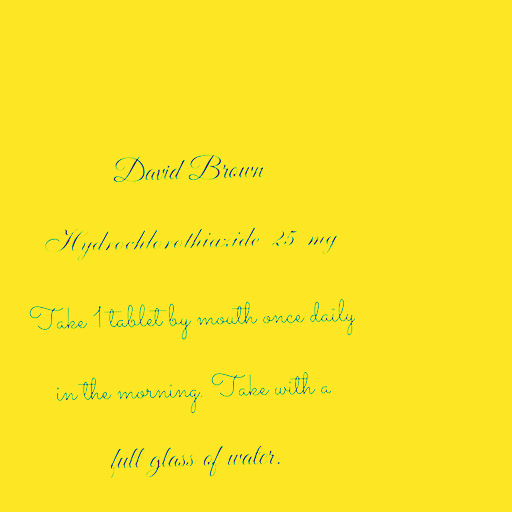 David Brown
Hydrochlorothiazide 25 mg
Take 1 tablet by mouth once daily
in the morning. Take with a
full glass of water.